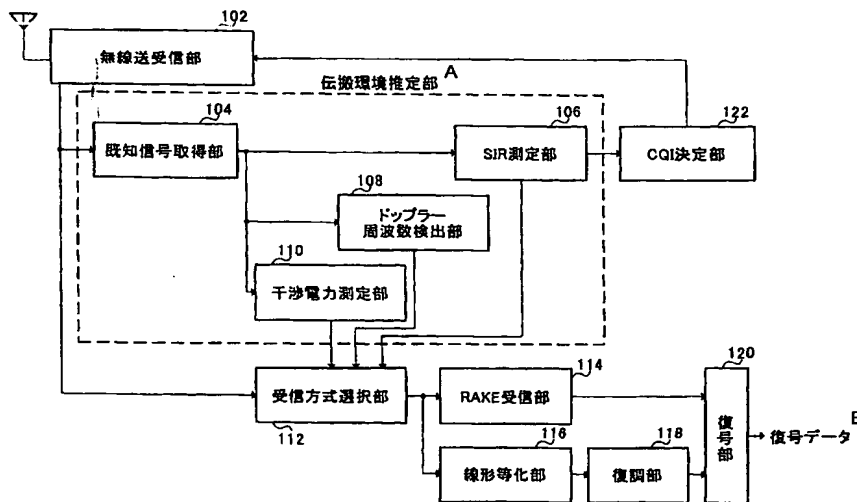 102
無線送受信部
伝搬環境推定部 A
104
既知信号取得部
106
SIR測定部
122
CQI決定部
108
ドップラー
周波数検出部
110
干渉電力測定部
受信方式選択部
112
114
RAKE受信部
116
線形等化部
118
復調部
120
復号部
復号データ B